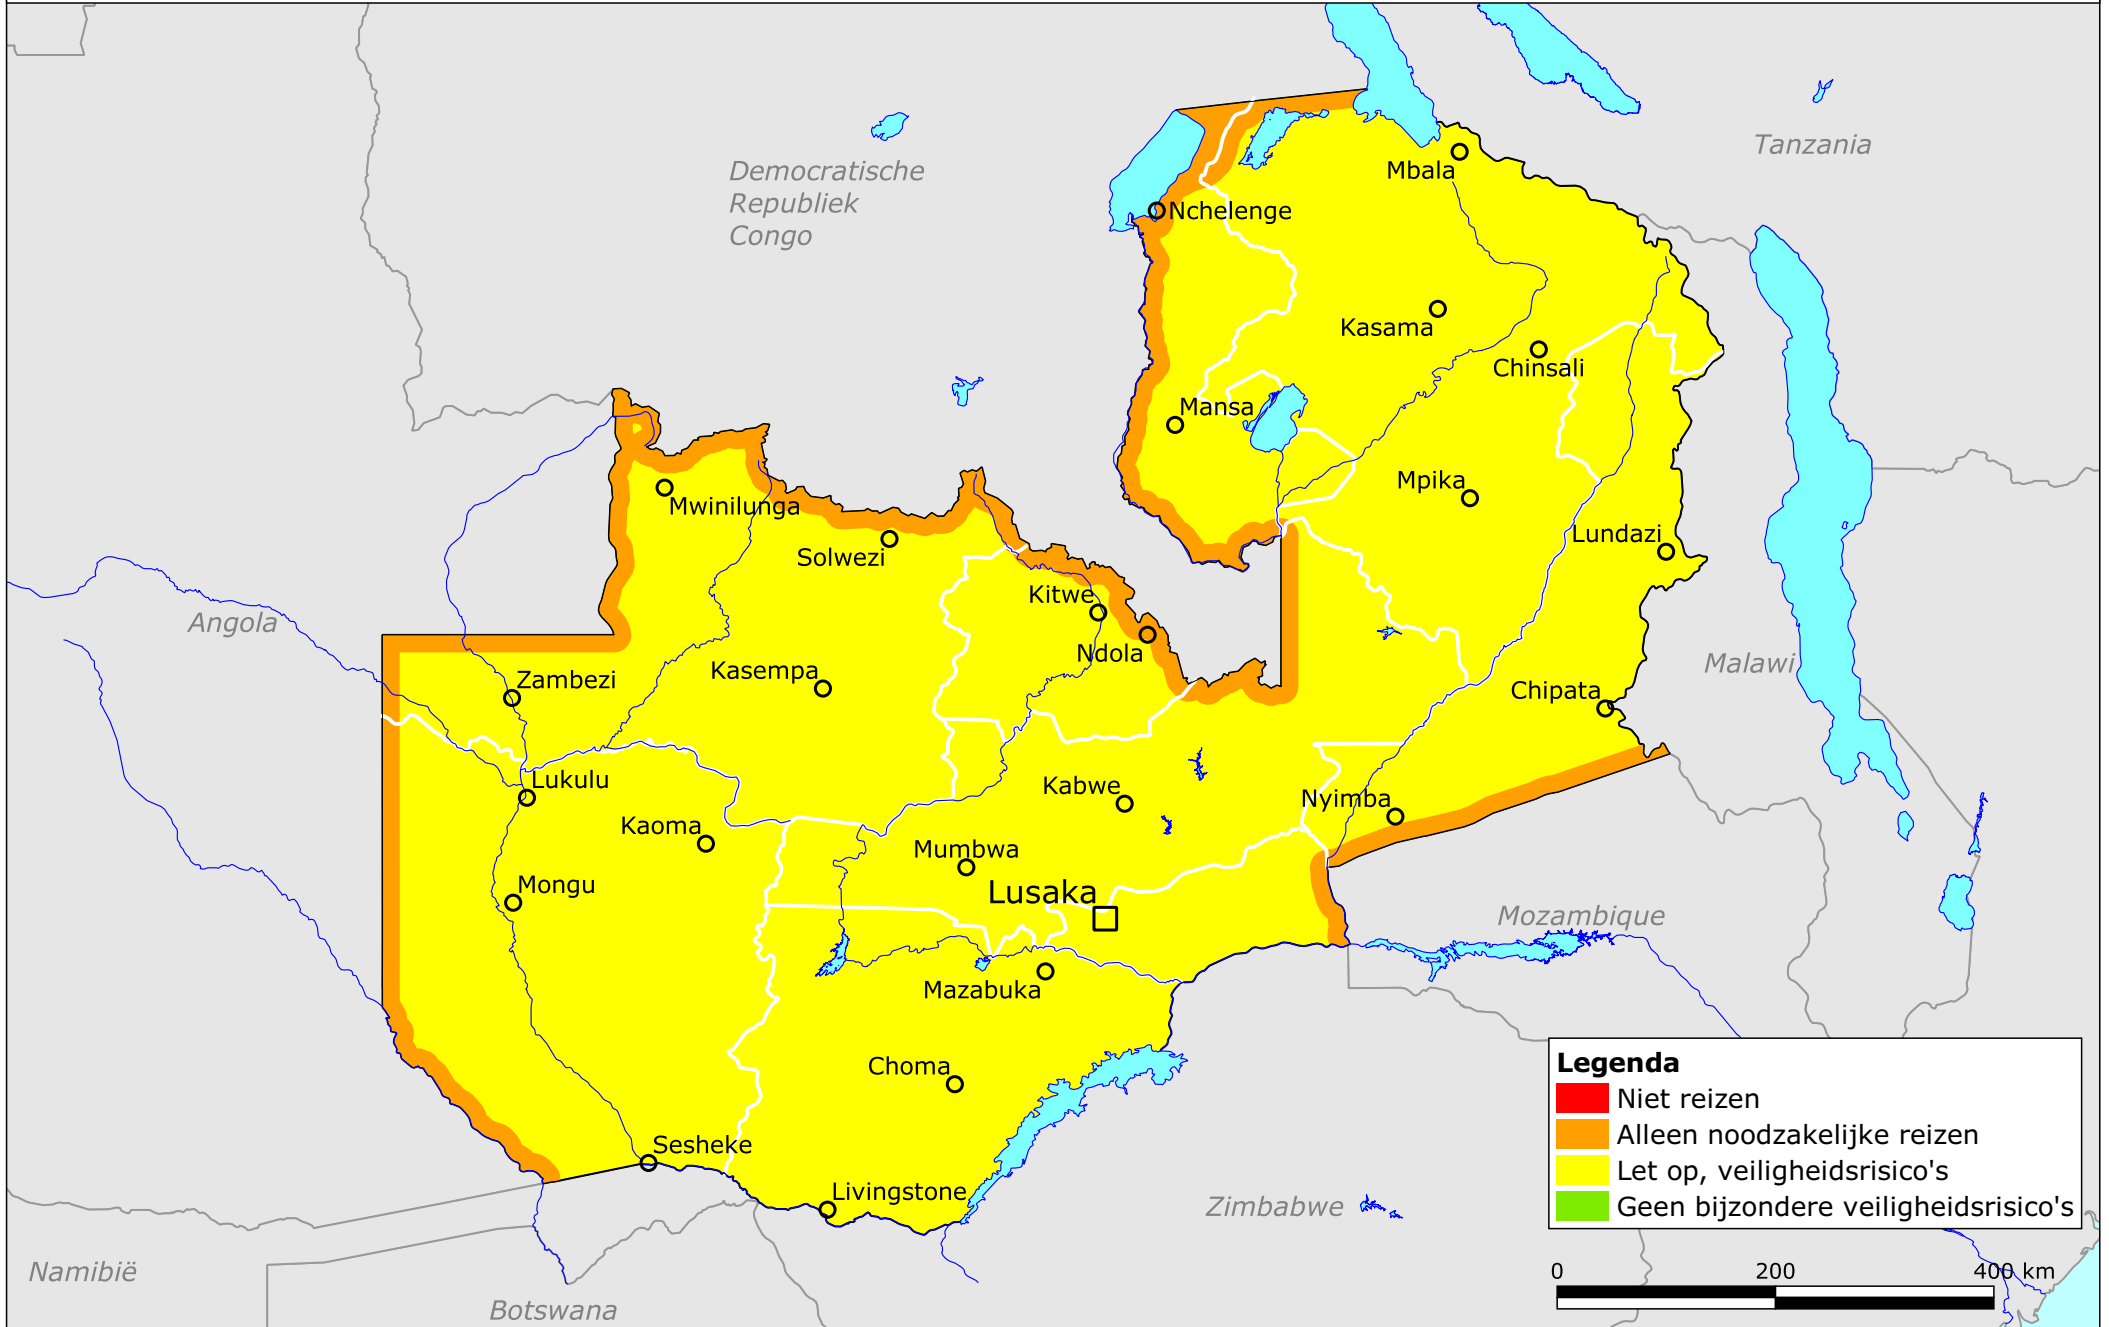 Tanzania
Democratische
Republiek
Congo
Mbala
Nchelenge
Kasama
Chinsali
Mansa
Mpika
Mwinilunga
Lundazi
Solwezi
Kitwe
Angola
Ndola
Malawi
Kasempa
Zambezi
Chipata
Lukulu
Kabwe
Nyimba
Kaoma
Mumbwa
Mongu
Lusaka
Mozambique
Mazabuka
Choma
Sesheke
Livingstone
Zimbabwe
Namibië
Botswana
Legenda
Niet reizen
Alleen noodzakelijke reizen
Let op, veiligheidsrisico's
Geen bijzondere veiligheidsrisico's
0 200 400 km